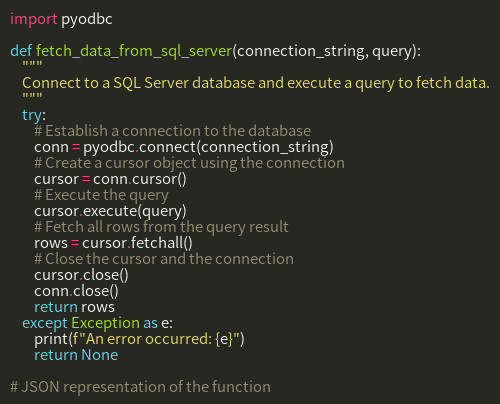 import pyodbc

def fetch_data_from_sql_server(connection_string, query):
    """
    Connect to a SQL Server database and execute a query to fetch data.
    """
    try:
        # Establish a connection to the database
        conn = pyodbc.connect(connection_string)
        # Create a cursor object using the connection
        cursor = conn.cursor()
        # Execute the query
        cursor.execute(query)
        # Fetch all rows from the query result
        rows = cursor.fetchall()
        # Close the cursor and the connection
        cursor.close()
        conn.close()
        return rows
    except Exception as e:
        print(f"An error occurred: {e}")
        return None

# JSON representation of the function